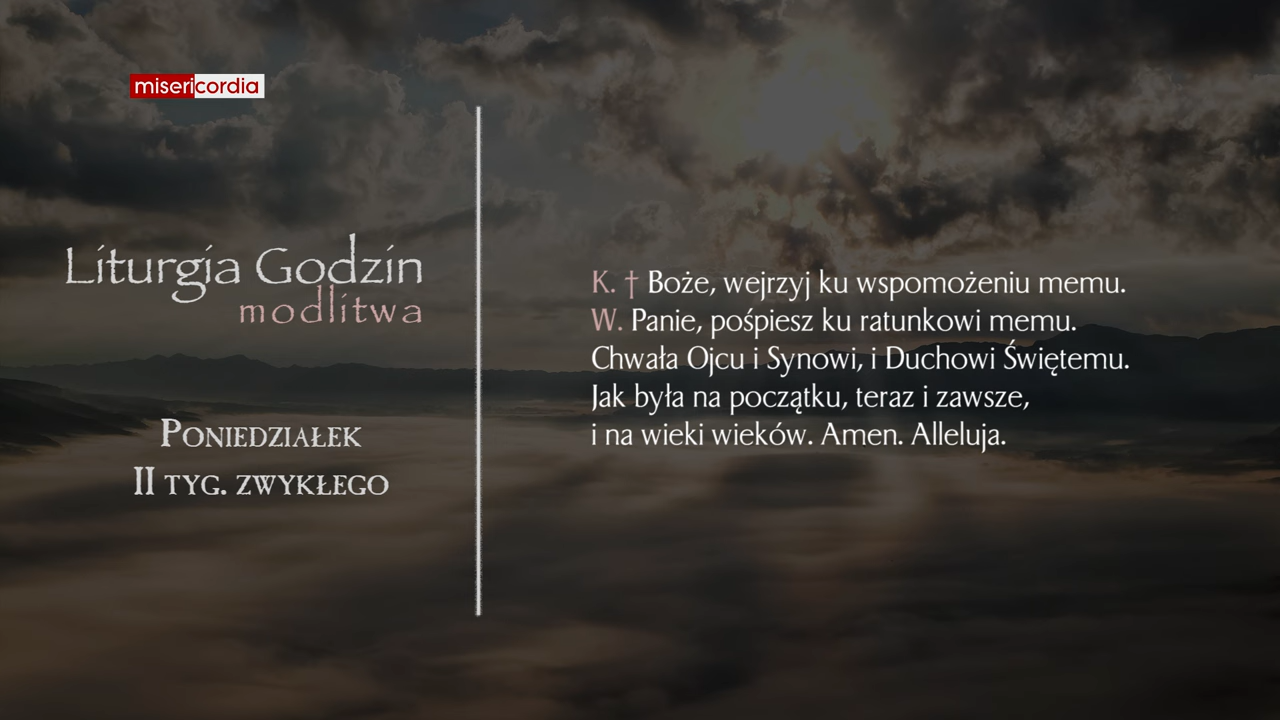 misericordia
Liturgia Godzin
modlitwa
Poniedziałek
II tyg. zwykłego
K. † Boże, wejrzyj ku wspomożeniu memu.
W. Panie, pośpiesz ku ratunkowi memu.
Chwała Ojcu i Synowi, i Duchowi Świętemu.
Jak była na początku, teraz i zawsze,
i na wieki wieków. Amen. Alleluja.